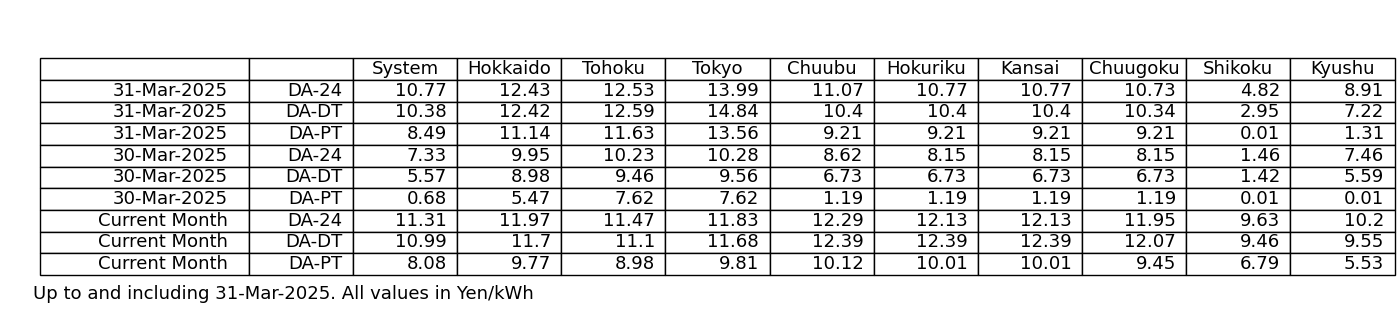 System Hokkaido Tohoku Tokyo Chuubu Hokuriku Kansai Chuugoku Shikoku Kyushu
31-Mar-2025 DA-24 10.77 12.43 12.53 13.99 11.07 10.77 10.77 10.73 4.82 8.91
31-Mar-2025 DA-DT 10.38 12.42 12.59 14.84 10.4 10.4 10.4 10.34 2.95 7.22
31-Mar-2025 DA-PT 8.49 11.14 11.63 13.56 9.21 9.21 9.21 9.21 0.01 1.31
30-Mar-2025 DA-24 7.33 9.95 10.23 10.28 8.62 8.15 8.15 8.15 1.46 7.46
30-Mar-2025 DA-DT 5.57 8.98 9.46 9.56 6.73 6.73 6.73 6.73 1.42 5.59
30-Mar-2025 DA-PT 0.68 5.47 7.62 7.62 1.19 1.19 1.19 1.19 0.01 0.01
Current Month DA-24 11.31 11.97 11.47 11.83 12.29 12.13 12.13 11.95 9.63 10.2
Current Month DA-DT 10.99 11.7 11.1 11.68 12.39 12.39 12.39 12.07 9.46 9.55
Current Month DA-PT 8.08 9.77 8.98 9.81 10.12 10.01 10.01 9.45 6.79 5.53
Up to and including 31-Mar-2025. All values in Yen/kWh